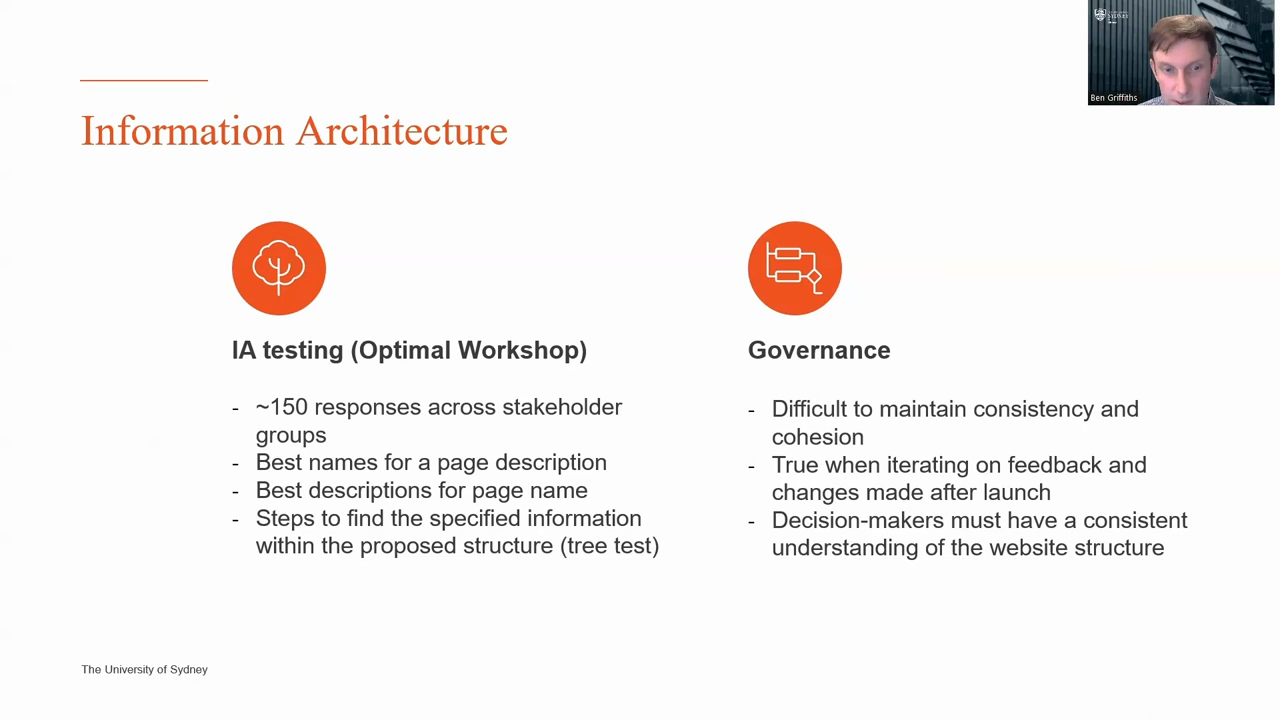 SYDNEY
Ben Griffiths
Information Architecture
IA testing (Optimal Workshop)
- ~150 responses across stakeholder
groups
- Best names for a page description
- Best descriptions for page name
- Steps to find the specified information
within the proposed structure (tree test)
Governance
- Difficult to maintain consistency and
cohesion
- True when iterating on feedback and
changes made after launch
- Decision-makers must have a consistent
understanding of the website structure
The University of Sydney